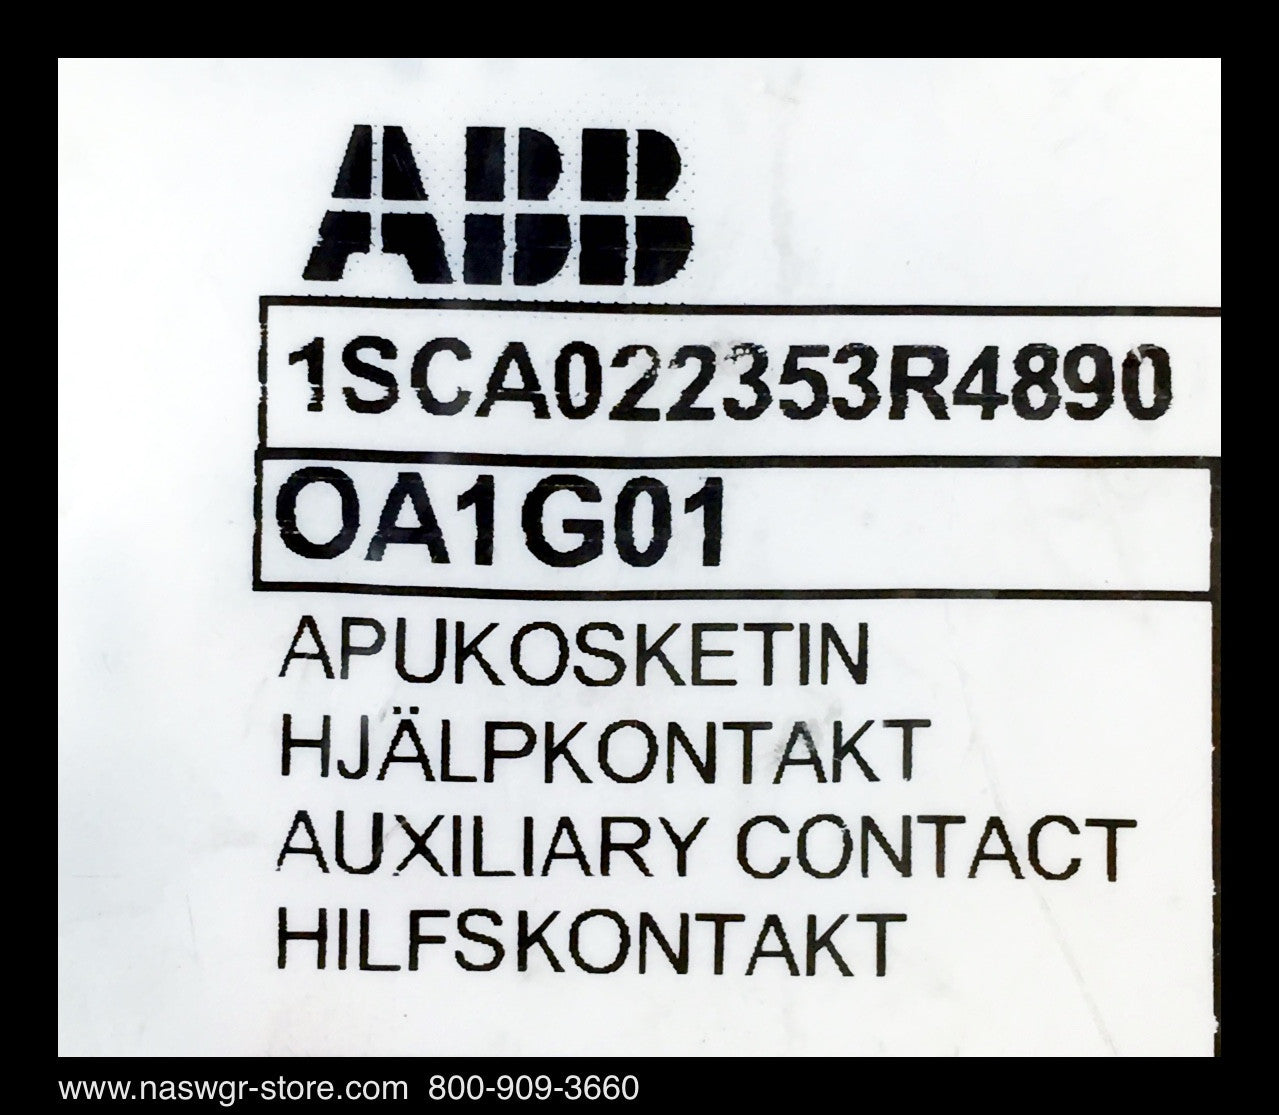 ABB
1SCA022353R4890
OA1G01
APUKOSKETIN
HJÄLPKONTAKT
AUXILIARY CONTACT
HILFSKONTAKT
www.naswgr-store.com 800-909-3660